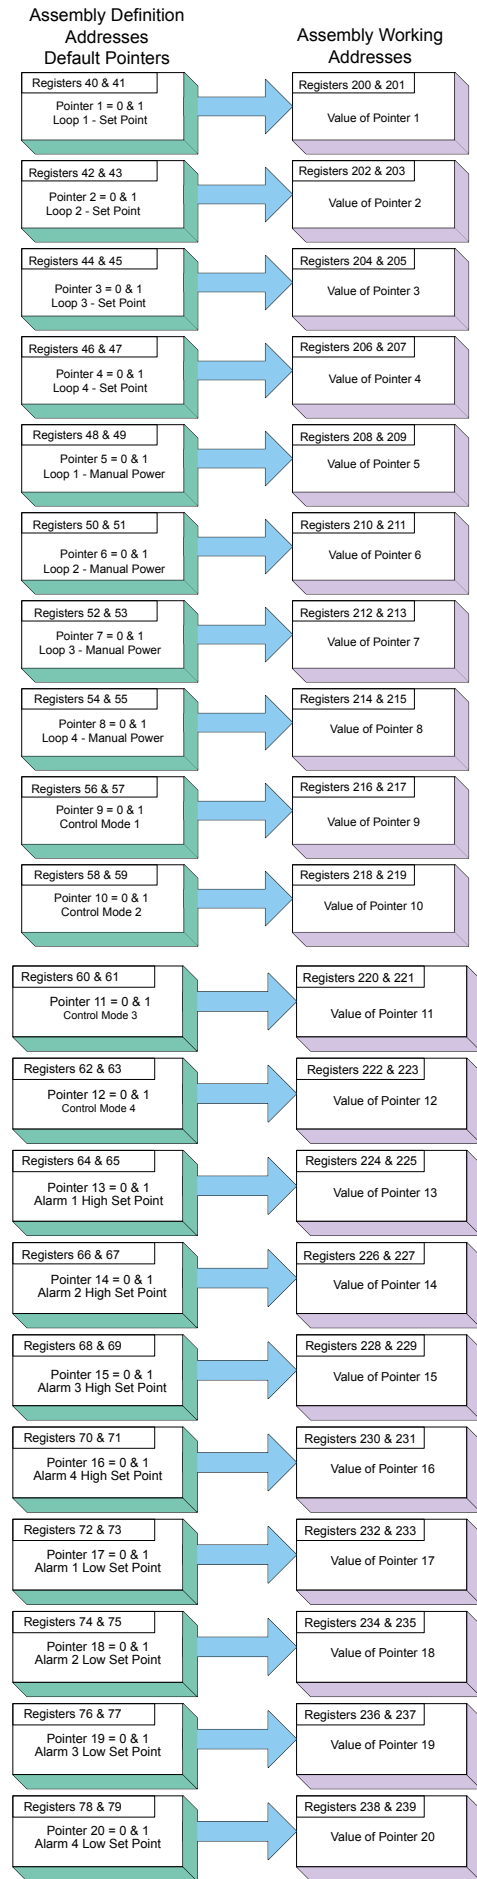 Assembly Definition
Addresses
Default Pointers
Assembly Working
Addresses
Registers 40 & 41
Pointer 1 = 0 & 1
Loop 1 - Set Point
Registers 200 & 201
Value of Pointer 1
Registers 42 & 43
Pointer 2 = 0 & 1
Loop 2 - Set Point
Registers 202 & 203
Value of Pointer 2
Registers 44 & 45
Pointer 3 = 0 & 1
Loop 3 - Set Point
Registers 204 & 205
Value of Pointer 3
Registers 46 & 47
Pointer 4 = 0 & 1
Loop 4 - Set Point
Registers 206 & 207
Value of Pointer 4
Registers 48 & 49
Pointer 5 = 0 & 1
Loop 1 - Manual Power
Registers 208 & 209
Value of Pointer 5
Registers 50 & 51
Pointer 6 = 0 & 1
Loop 2 - Manual Power
Registers 210 & 211
Value of Pointer 6
Registers 52 & 53
Pointer 7 = 0 & 1
Loop 3 - Manual Power
Registers 212 & 213
Value of Pointer 7
Registers 54 & 55
Pointer 8 = 0 & 1
Loop 4 - Manual Power
Registers 214 & 215
Value of Pointer 8
Registers 56 & 57
Pointer 9 = 0 & 1
Control Mode 1
Registers 216 & 217
Value of Pointer 9
Registers 58 & 59
Pointer 10 = 0 & 1
Control Mode 2
Registers 218 & 219
Value of Pointer 10
Registers 60 & 61
Pointer 11 = 0 & 1
Control Mode 3
Registers 220 & 221
Value of Pointer 11
Registers 62 & 63
Pointer 12 = 0 & 1
Control Mode 4
Registers 222 & 223
Value of Pointer 12
Registers 64 & 65
Pointer 13 = 0 & 1
Alarm 1 High Set Point
Registers 224 & 225
Value of Pointer 13
Registers 66 & 67
Pointer 14 = 0 & 1
Alarm 2 High Set Point
Registers 226 & 227
Value of Pointer 14
Registers 68 & 69
Pointer 15 = 0 & 1
Alarm 3 High Set Point
Registers 228 & 229
Value of Pointer 15
Registers 70 & 71
Pointer 16 = 0 & 1
Alarm 4 High Set Point
Registers 230 & 231
Value of Pointer 16
Registers 72 & 73
Pointer 17 = 0 & 1
Alarm 1 Low Set Point
Registers 232 & 233
Value of Pointer 17
Registers 74 & 75
Pointer 18 = 0 & 1
Alarm 2 Low Set Point
Registers 234 & 235
Value of Pointer 18
Registers 76 & 77
Pointer 19 = 0 & 1
Alarm 3 Low Set Point
Registers 236 & 237
Value of Pointer 19
Registers 78 & 79
Pointer 20 = 0 & 1
Alarm 4 Low Set Point
Registers 238 & 239
Value of Pointer 20